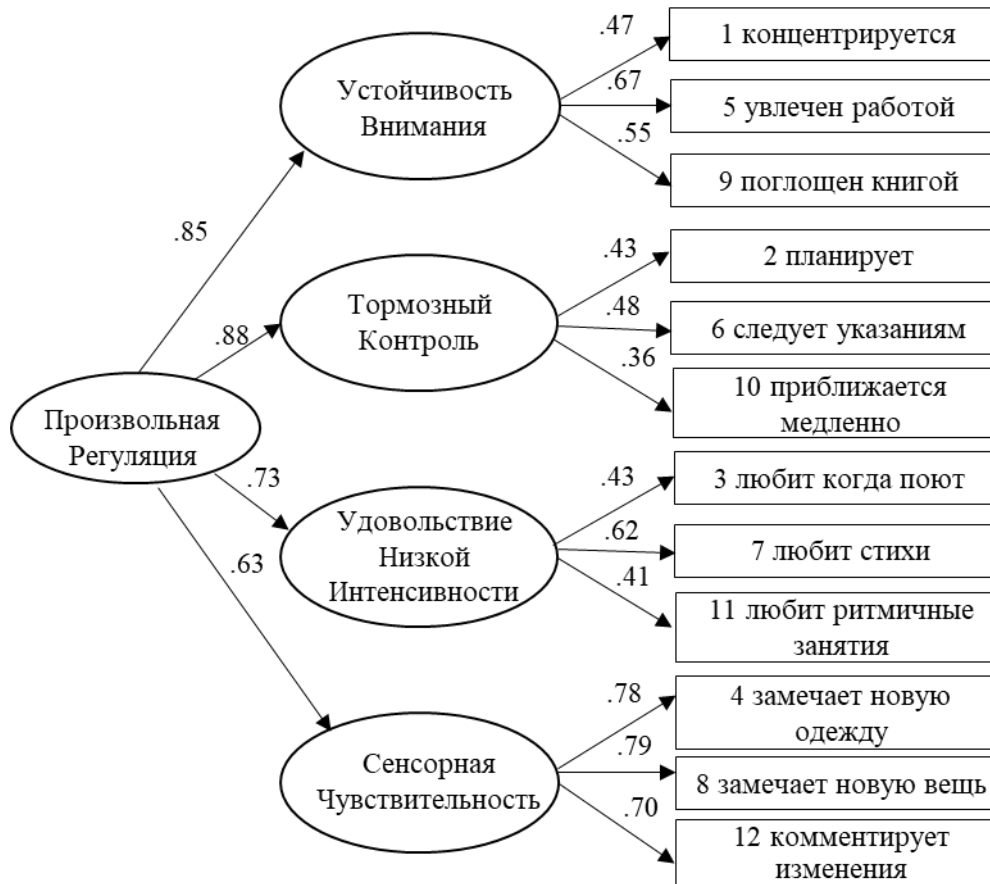 .47
1 концентрируется
Устойчивость
Внимания
.67
5 увлечен работой
.55
9 поглощен книгой
.85
.43
2 планирует
Тормозный
Контроль
.48
6 следует указаниям
.88
.36
10 приближается
медленно
Произвольная
Регуляция
.73
.43
3 любит когда поют
Удовольствие
Низкой
Интенсивности
.62
7 любит стихи
.63
.41
11 любит ритмичные
занятия
.78
4 замечает новую
одежду
Сенсорная
Чувствительность
.79
8 замечает новую вещь
.70
12 комментирует
изменения